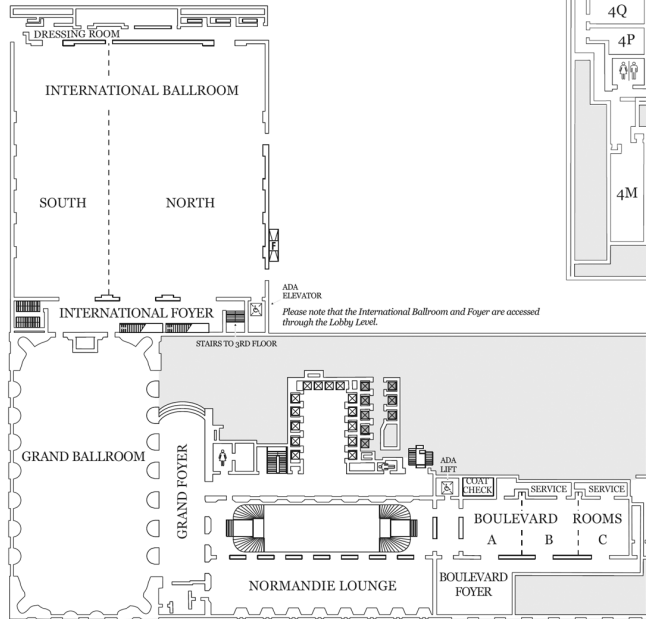 4Q
DRESSING ROOM
4P
INTERNATIONAL BALLROOM
4M
SOUTH
NORTH
F
ADA
ELEVATOR
INTERNATIONAL FOYER
Please note that the International Ballroom and Foyer are accessed
through the Lobby Level.
STAIRS TO 3RD FLOOR
GRAND BALLROOM
GRAND FOYER
ADA
LIFT
COAT
CHECK
SERVICE
SERVICE
BOULEVARD ROOMS
A
B
C
NORMANDIE LOUNGE
BOULEVARD
FOYER